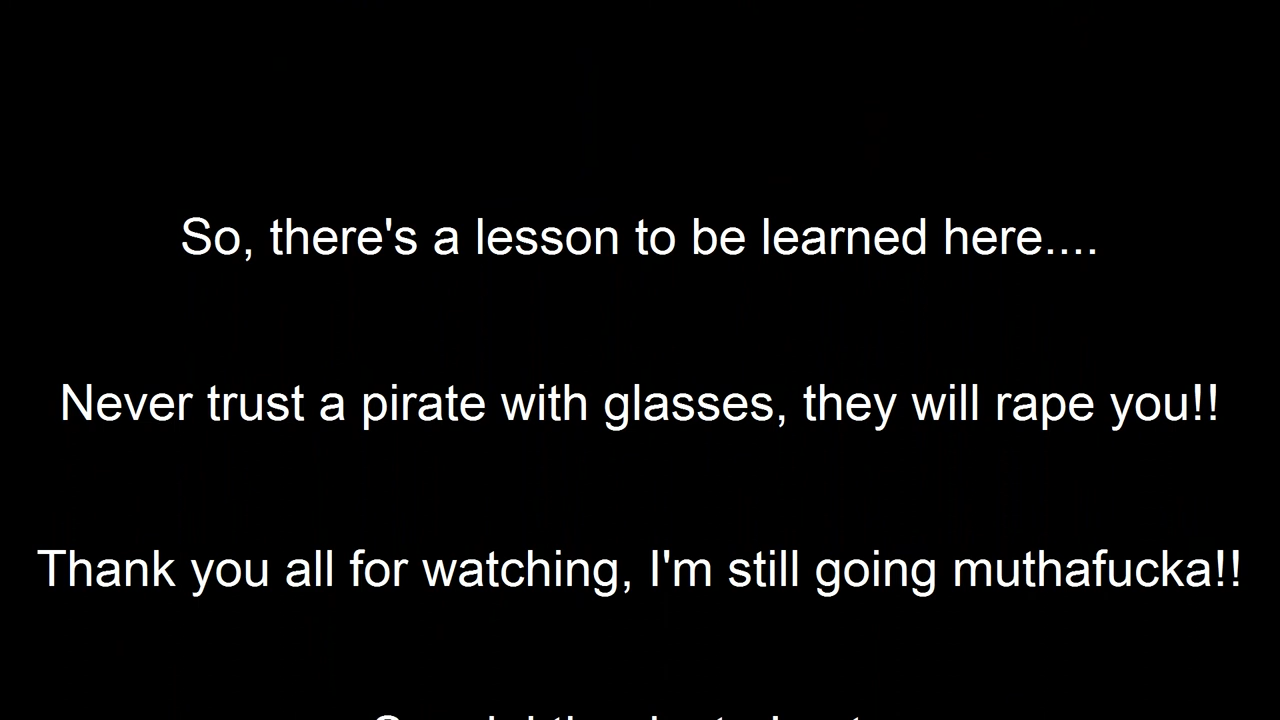 So, there's a lesson to be learned here....
Never trust a pirate with glasses, they will rape you!!
Thank you all for watching, I'm still going muthafucka!!